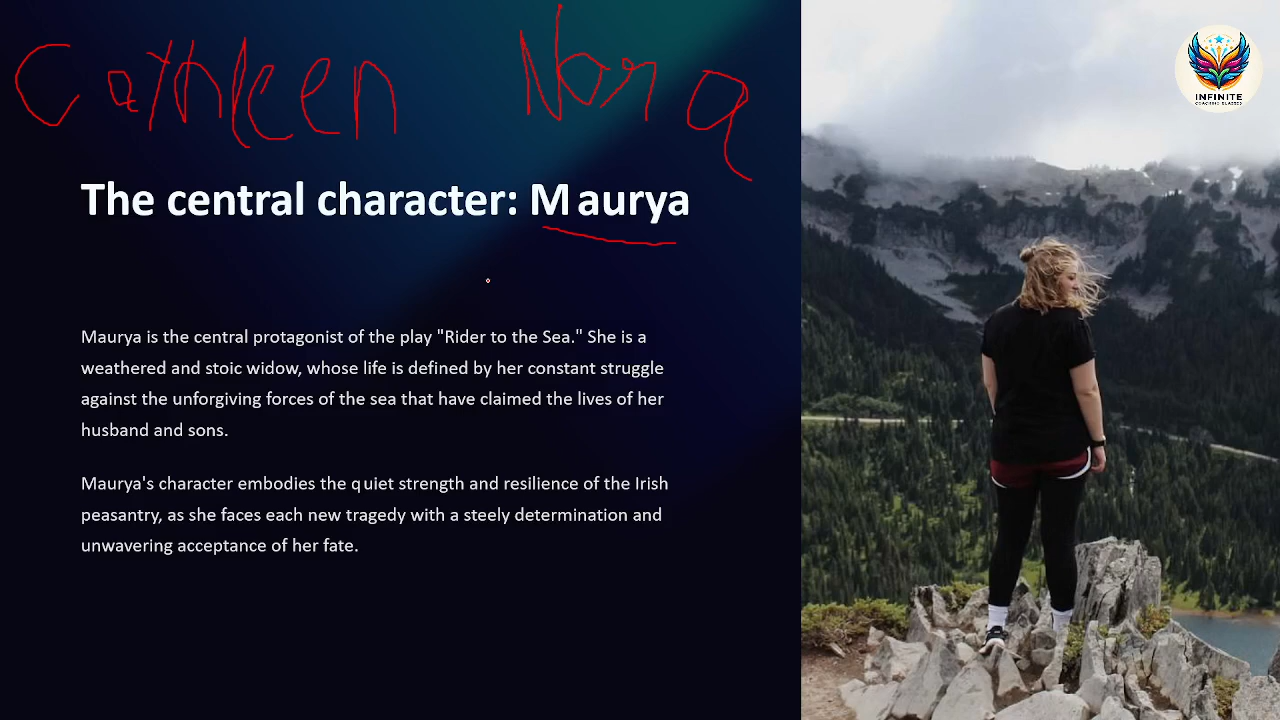 Cathleen Nora
The central character: Maurya
Maurya is the central protagonist of the play "Rider to the Sea." She is a
weathered and stoic widow, whose life is defined by her constant struggle
against the unforgiving forces of the sea that have claimed the lives of her
husband and sons.
Maurya's character embodies the quiet strength and resilience of the Irish
peasantry, as she faces each new tragedy with a steely determination and
unwavering acceptance of her fate.
INFINITE
COACHING CLASSES